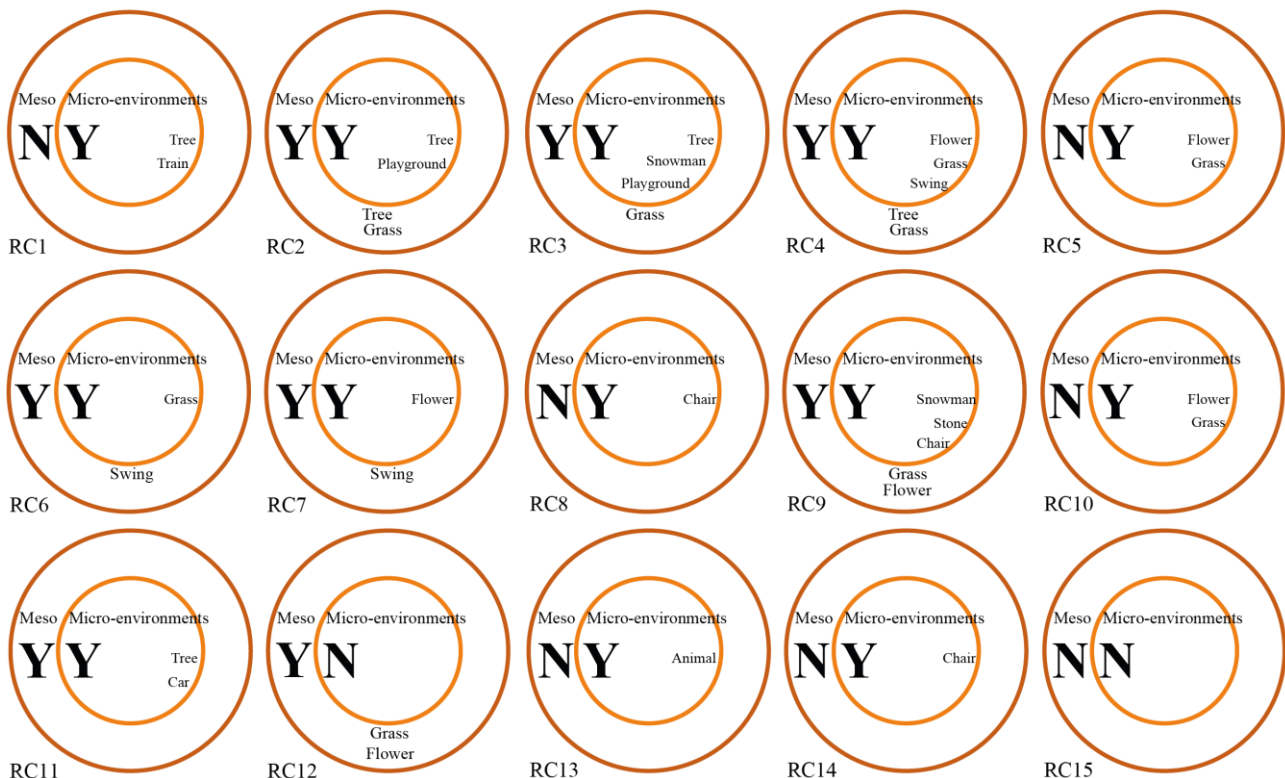 Meso Micro-environments
N Y
Tree
Train
RC1
Meso Micro-environments
Y Y
Tree
Playground
Tree
Grass
RC2
Meso Micro-environments
Y Y
Tree
Snowman
Playground
Grass
RC3
Meso Micro-environments
Y Y
Flower
Grass
Swing
Tree
Grass
RC4
Meso Micro-environments
N Y
Flower
Grass
RC5
Meso Micro-environments
Y Y
Grass
Swing
RC6
Meso Micro-environments
Y Y
Flower
Swing
RC7
Meso Micro-environments
N Y
Chair
RC8
Meso Micro-environments
Y Y
Snowman
Stone
Chair
Grass
Flower
RC9
Meso Micro-environments
N Y
Flower
Grass
RC10
Meso Micro-environments
Y Y
Tree
Car
RC11
Meso Micro-environments
Y N
Grass
Flower
RC12
Meso Micro-environments
N Y
Animal
RC13
Meso Micro-environments
N Y
Chair
RC14
Meso Micro-environments
N N
RC15